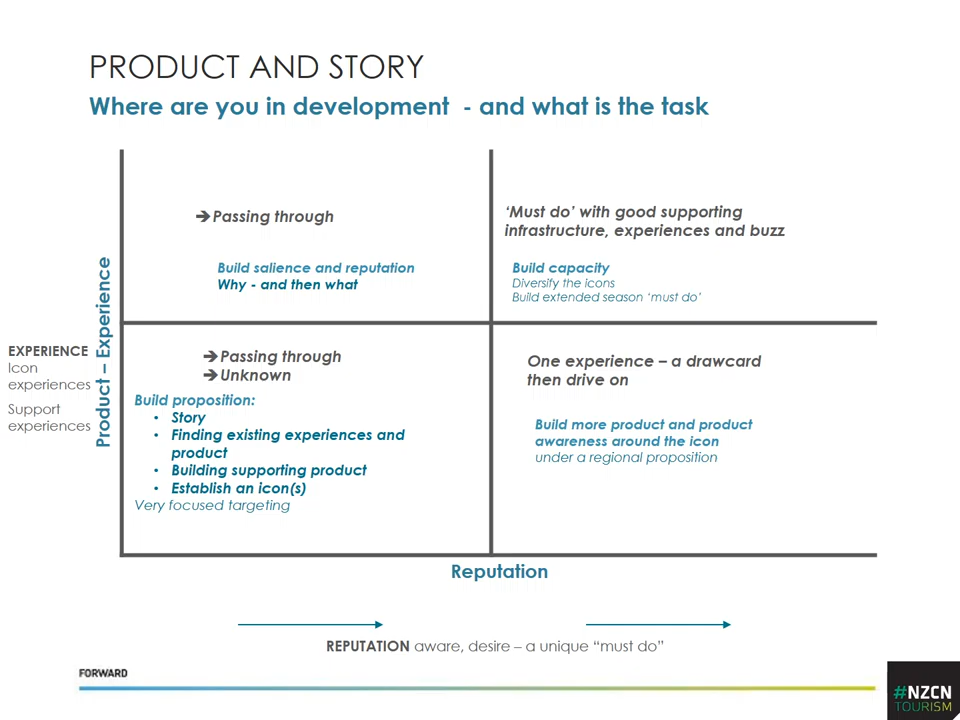 PRODUCT AND STORY
Where are you in development - and what is the task
➔Passing through
Build salience and reputation
Why - and then what
‘Must do’ with good supporting
infrastructure, experiences and buzz
Build capacity
Diversify the icons
Build extended season ‘must do’
Product – Experience
EXPERIENCE
Icon
experiences
Support
experiences
➔Passing through
➔Unknown
Build proposition:
• Story
• Finding existing experiences and
product
• Building supporting product
• Establish an icon(s)
Very focused targeting
One experience – a drawcard
then drive on
Build more product and product
awareness around the icon
under a regional proposition
Reputation
REPUTATION aware, desire – a unique “must do”
FORWARD
#NZCN
TOURISM